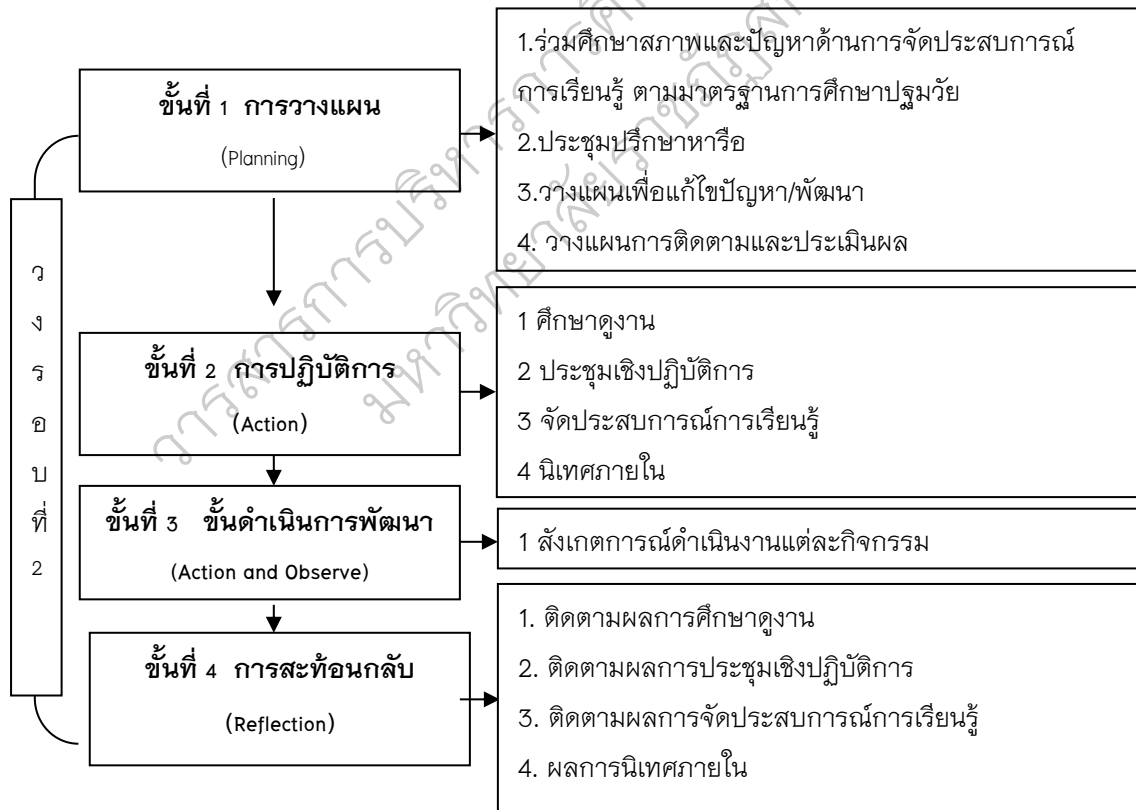 วงรอบที่ 2
ขั้นที่ 1 การวางแผน
(Planning)
1.ร่วมศึกษาสภาพและปัญหาด้านการจัดประสบการณ์
การเรียนรู้ ตามมาตรฐานการศึกษาปฐมวัย
2.ประชุมปรึกษาหารือ
3.วางแผนเพื่อแก้ไขปัญหา/พัฒนา
4. วางแผนการติดตามและประเมินผล
ขั้นที่ 2 การปฏิบัติการ
(Action)
1 ศึกษาดูงาน
2 ประชุมเชิงปฏิบัติการ
3 จัดประสบการณ์การเรียนรู้
4 นิเทศภายใน
ขั้นที่ 3 ขั้นดำเนินการพัฒนา
(Action and Observe)
1 สังเกตการณ์ดำเนินงานแต่ละกิจกรรม
ขั้นที่ 4 การสะท้อนกลับ
(Reflection)
1. ติดตามผลการศึกษาดูงาน
2. ติดตามผลการประชุมเชิงปฏิบัติการ
3. ติดตามผลการจัดประสบการณ์การเรียนรู้
4. ผลการนิเทศภายใน